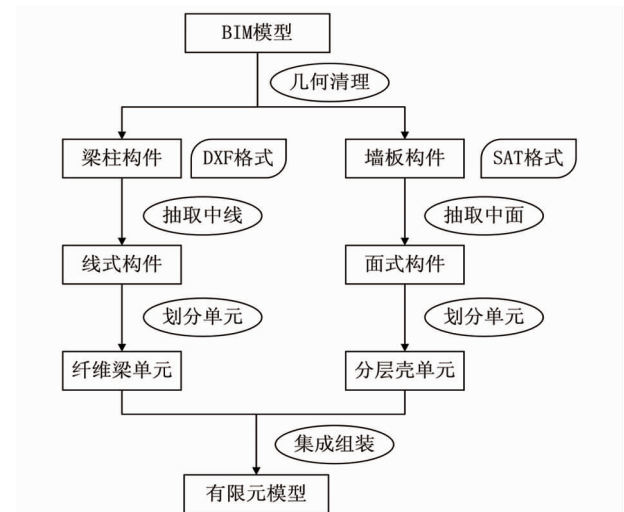 BIM模型
几何清理
梁柱构件
DXF格式
墙板构件
SAT格式
抽取中线
抽取中面
线式构件
面式构件
划分单元
划分单元
纤维梁单元
分层壳单元
集成组装
有限元模型